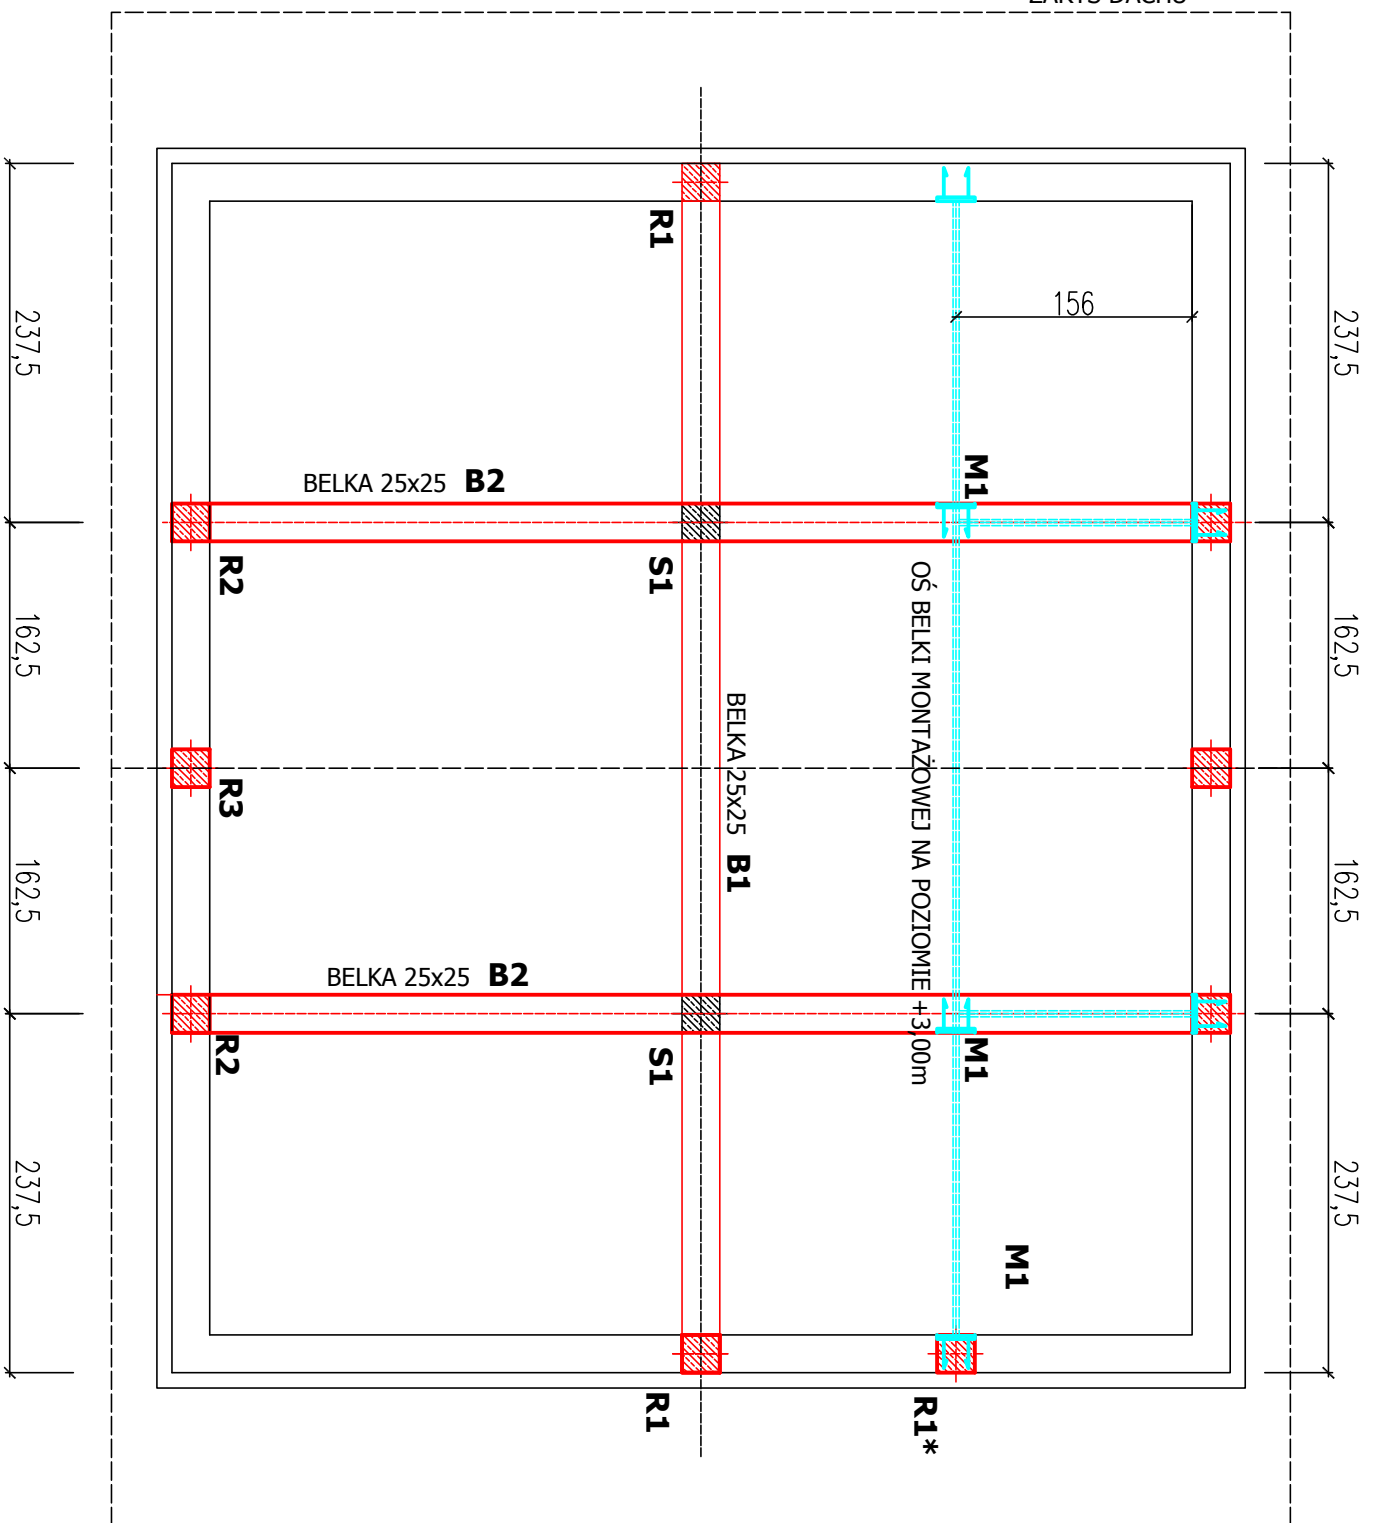 ZARYS DACHU
R1
156
237,5
237,5
BELKA 25x25 B2
M1
R2
S1
OŚ BELKI MONTAŻOWEJ NA POZIOMIE +3,00m
162,5
162,5
BELKA 25x25 B1
R3
162,5
162,5
BELKA 25x25 B2
R2
S1
M1
237,5
237,5
M1
R1
R1*